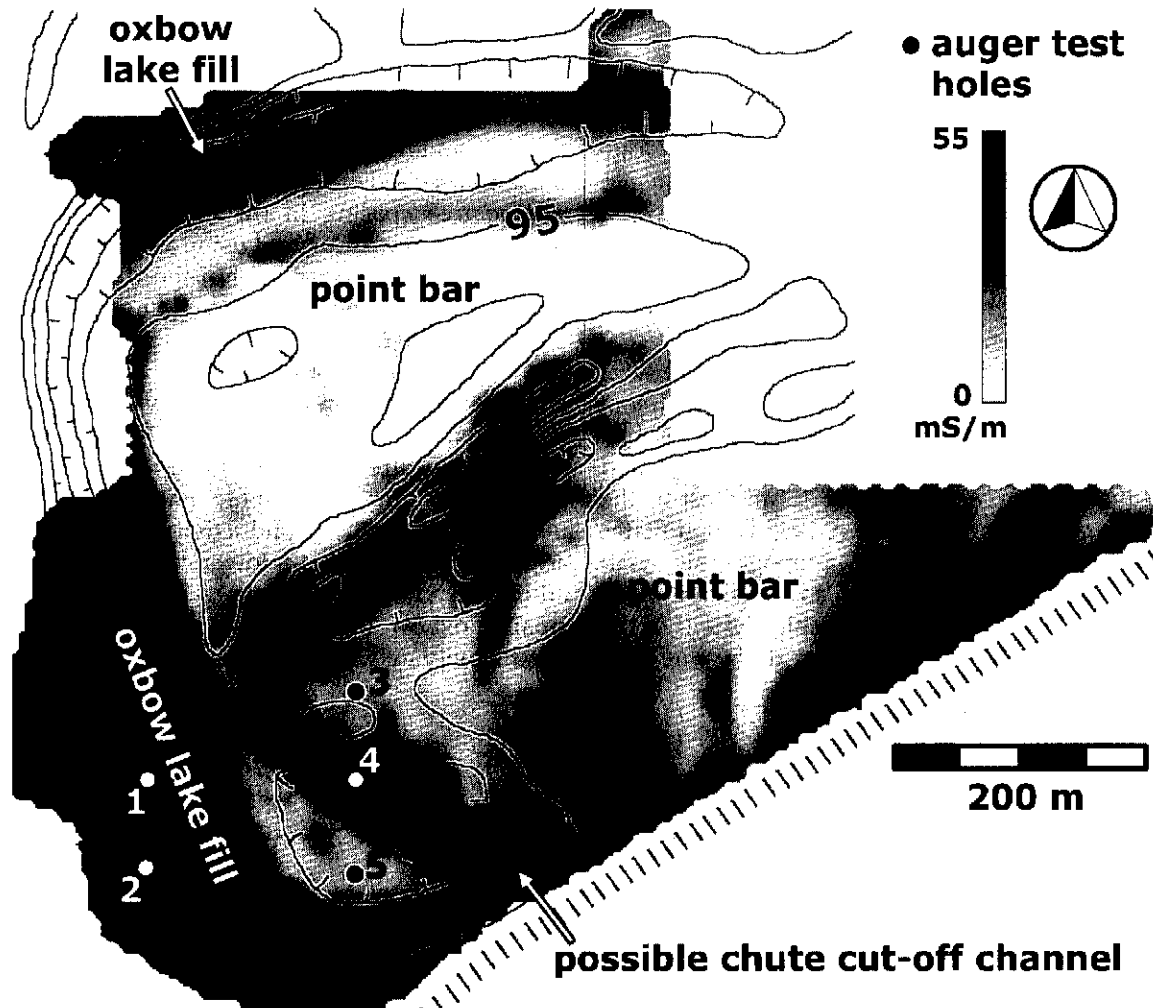 oxbow
lake fill
auger test
holes
55
0
mS/m
95
point bar
point bar
oxbow lake fill
3
4
1
2
5
200 m
possible chute cut-off channel